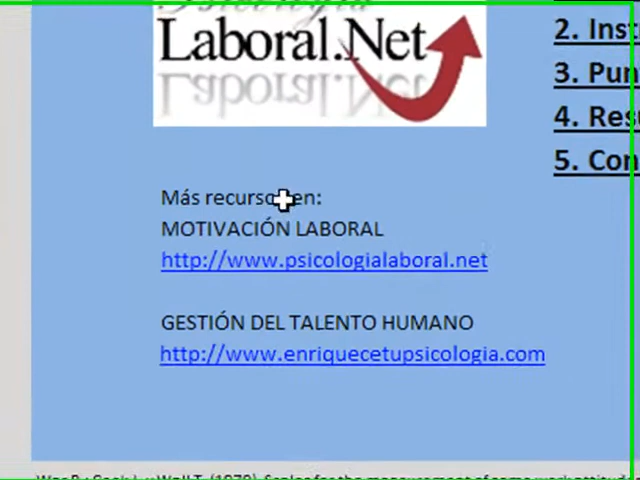 Laboral.Net
2. Inst
3. Pun
4. Res
5. Con
Más recursos en:
MOTIVACIÓN LABORAL
http://www.psicologialaboral.net
GESTIÓN DEL TALENTO HUMANO
http://www.enriquecetupsicologia.com